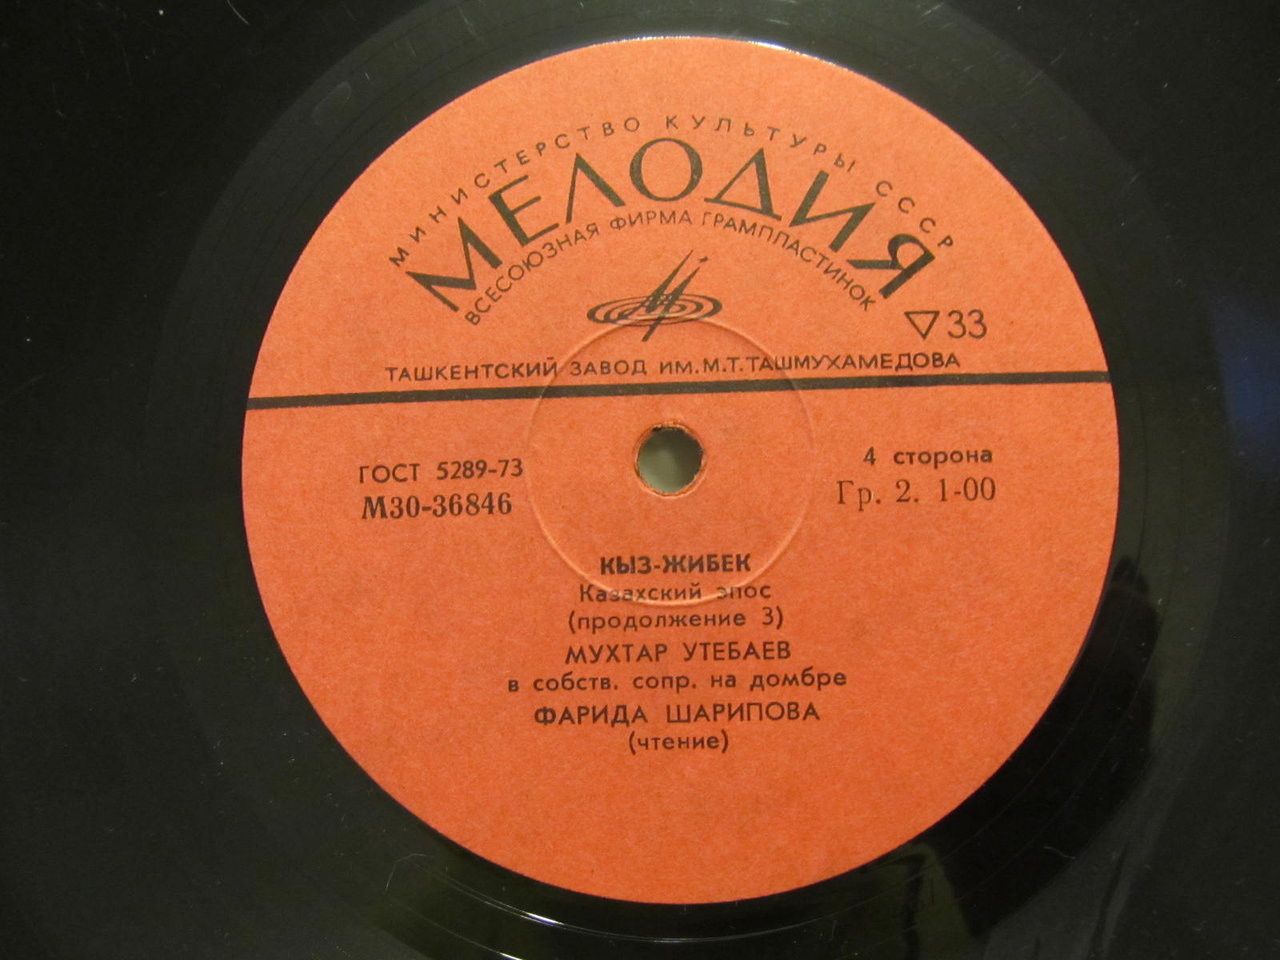 МИНИСТЕРСТВО КУЛЬТУРЫ СССР
МЕЛОДИЯ
ВСЕСОЮЗНАЯ ФИРМА ГРАМПЛАСТИНОК
33
ТАШКЕНТСКИЙ ЗАВОД ИМ.М.Т.ТАШМУХАМЕДОВА
ГОСТ 5289-73
М30-36846
4 сторона
Гр. 2. 1-00
КЫЗ-ЖИБЕК
Казахский эпос
(продолжение 3)
МУХТАР УТЕБАЕВ
в собств. сопр. на домбре
ФАРИДА ШАРИПОВА
(чтение)